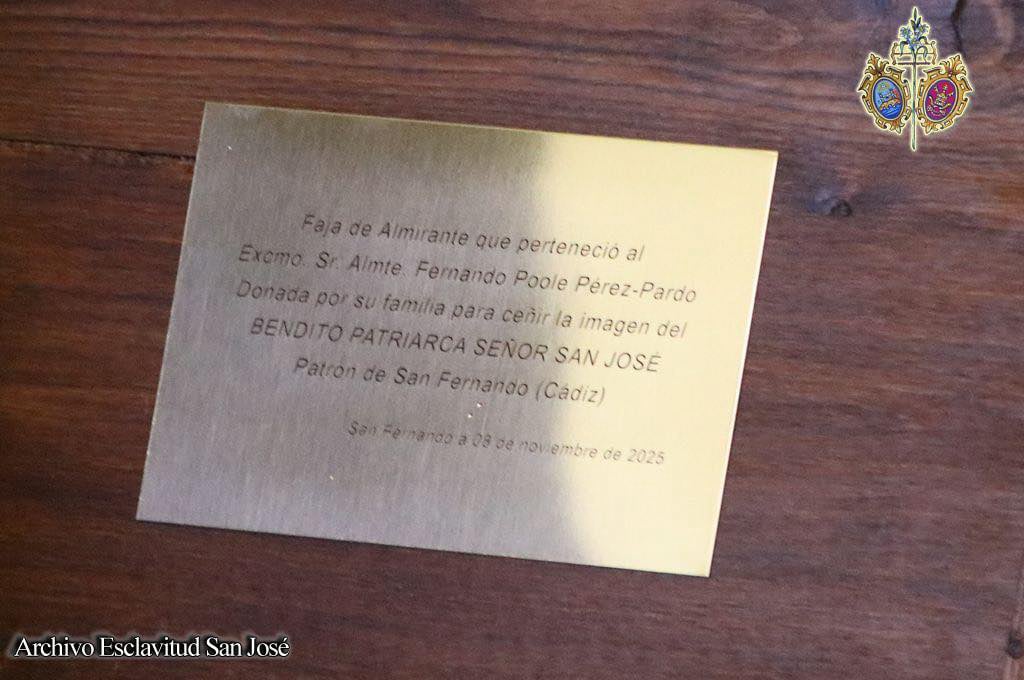 Faja de Almirante que perteneció al
Excmo. Sr. Almte. Fernando Poole Pérez-Pardo
Donada por su familia para ceñir la imagen del
BENDITO PATRIARCA SEÑOR SAN JOSÉ
Patrón de San Fernando (Cádiz)
San Fernando a 09 de noviembre de 2025
Archivo Esclavitud San José